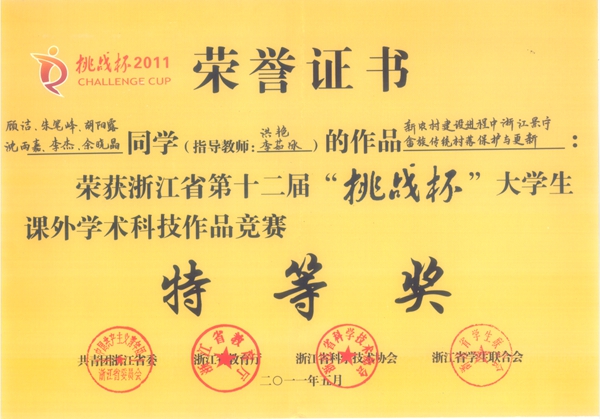 挑战杯2011
CHALLENGE CUP
荣誉证书
顾洁、朱笔峰、胡阳露
沈雨嘉、李杰、余晓晶
同学（指导教师：洪艳 李茹冰）的作品
新农村建设进程中浙江景宁
畲族传统村落保护与更新：
荣获浙江省第十二届“挑战杯”大学生
课外学术科技作品竞赛
特等奖
共青团浙江省委 浙江省教育厅 浙江省科学技术协会 浙江省学生联合会
二〇一一年五月